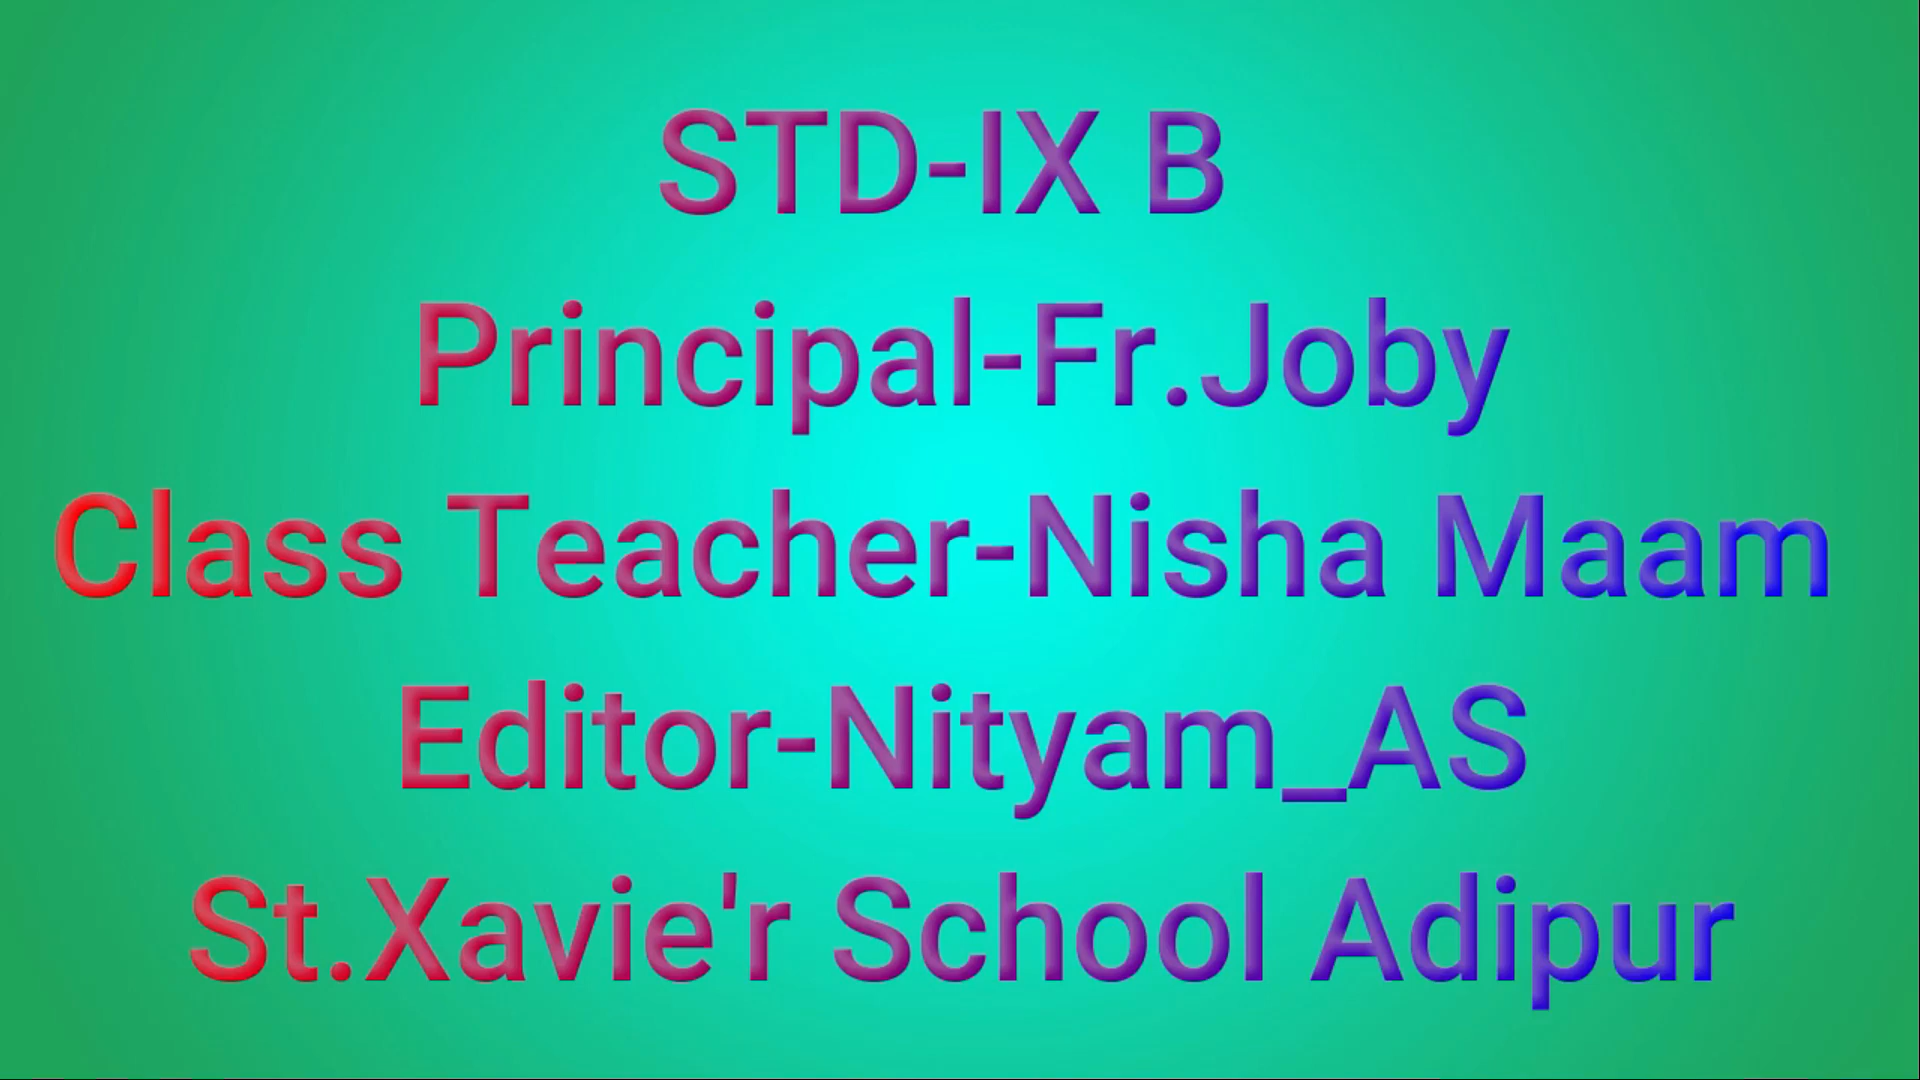 STD-IX B
Principal-Fr.Joby
Class Teacher-Nisha Maam
Editor-Nityam_AS
St.Xavie'r School Adipur